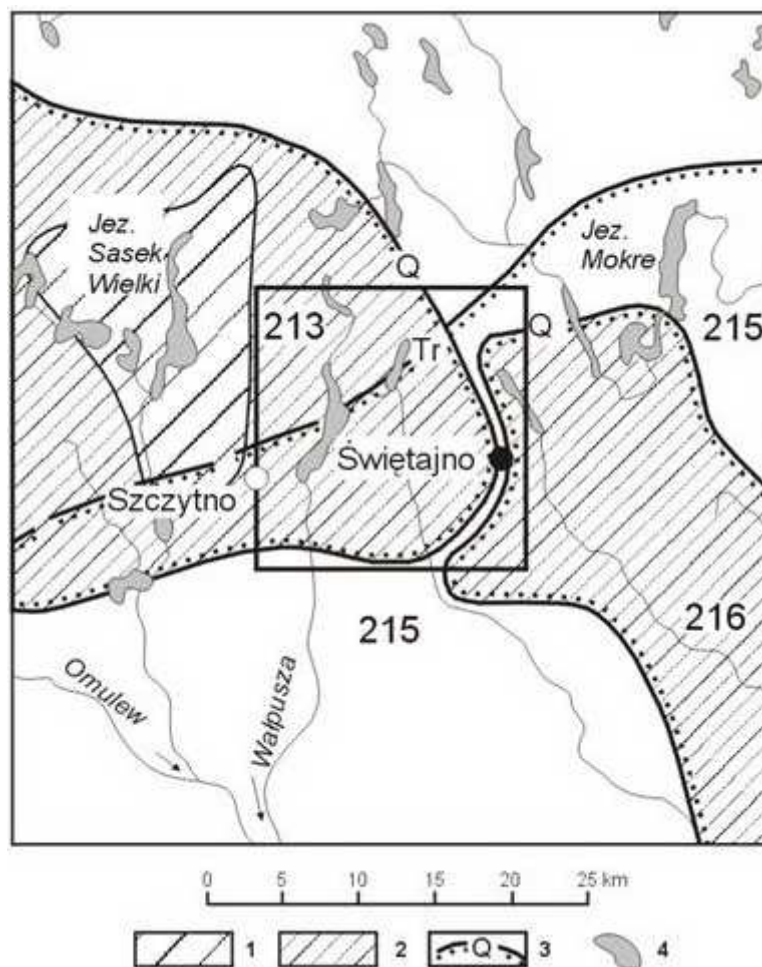 Jez.
Sasek
Wielki
Jez.
Mokre
Q
213
Q
215
Tr
Świętajno
Szczytno
215
216
Omulew
Wałpusza
0 5 10 15 20 25 km
1 2 Q 3 4